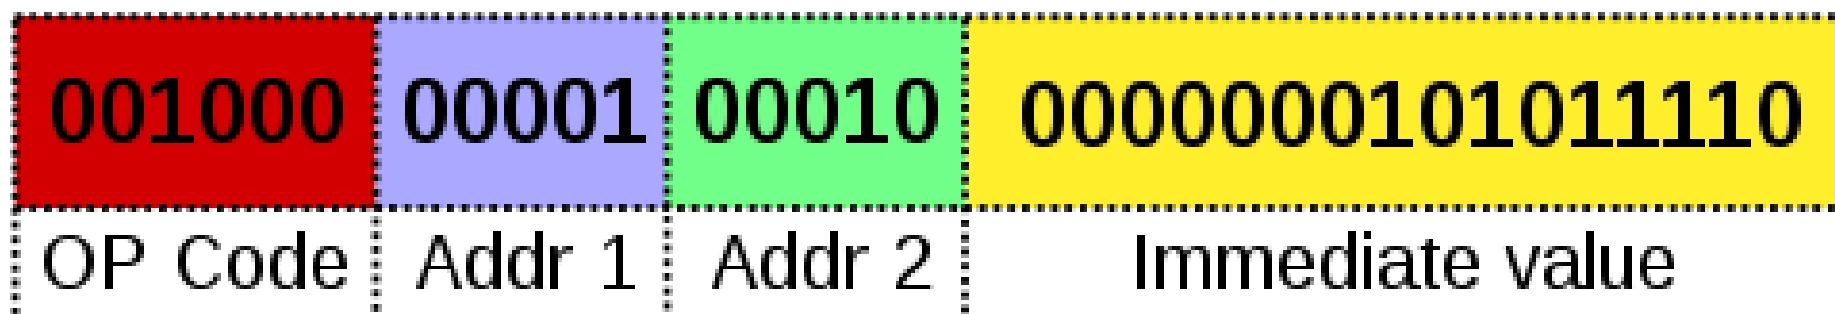 001000 00001 00010 0000000101011110
OP Code Addr 1 Addr 2 Immediate value